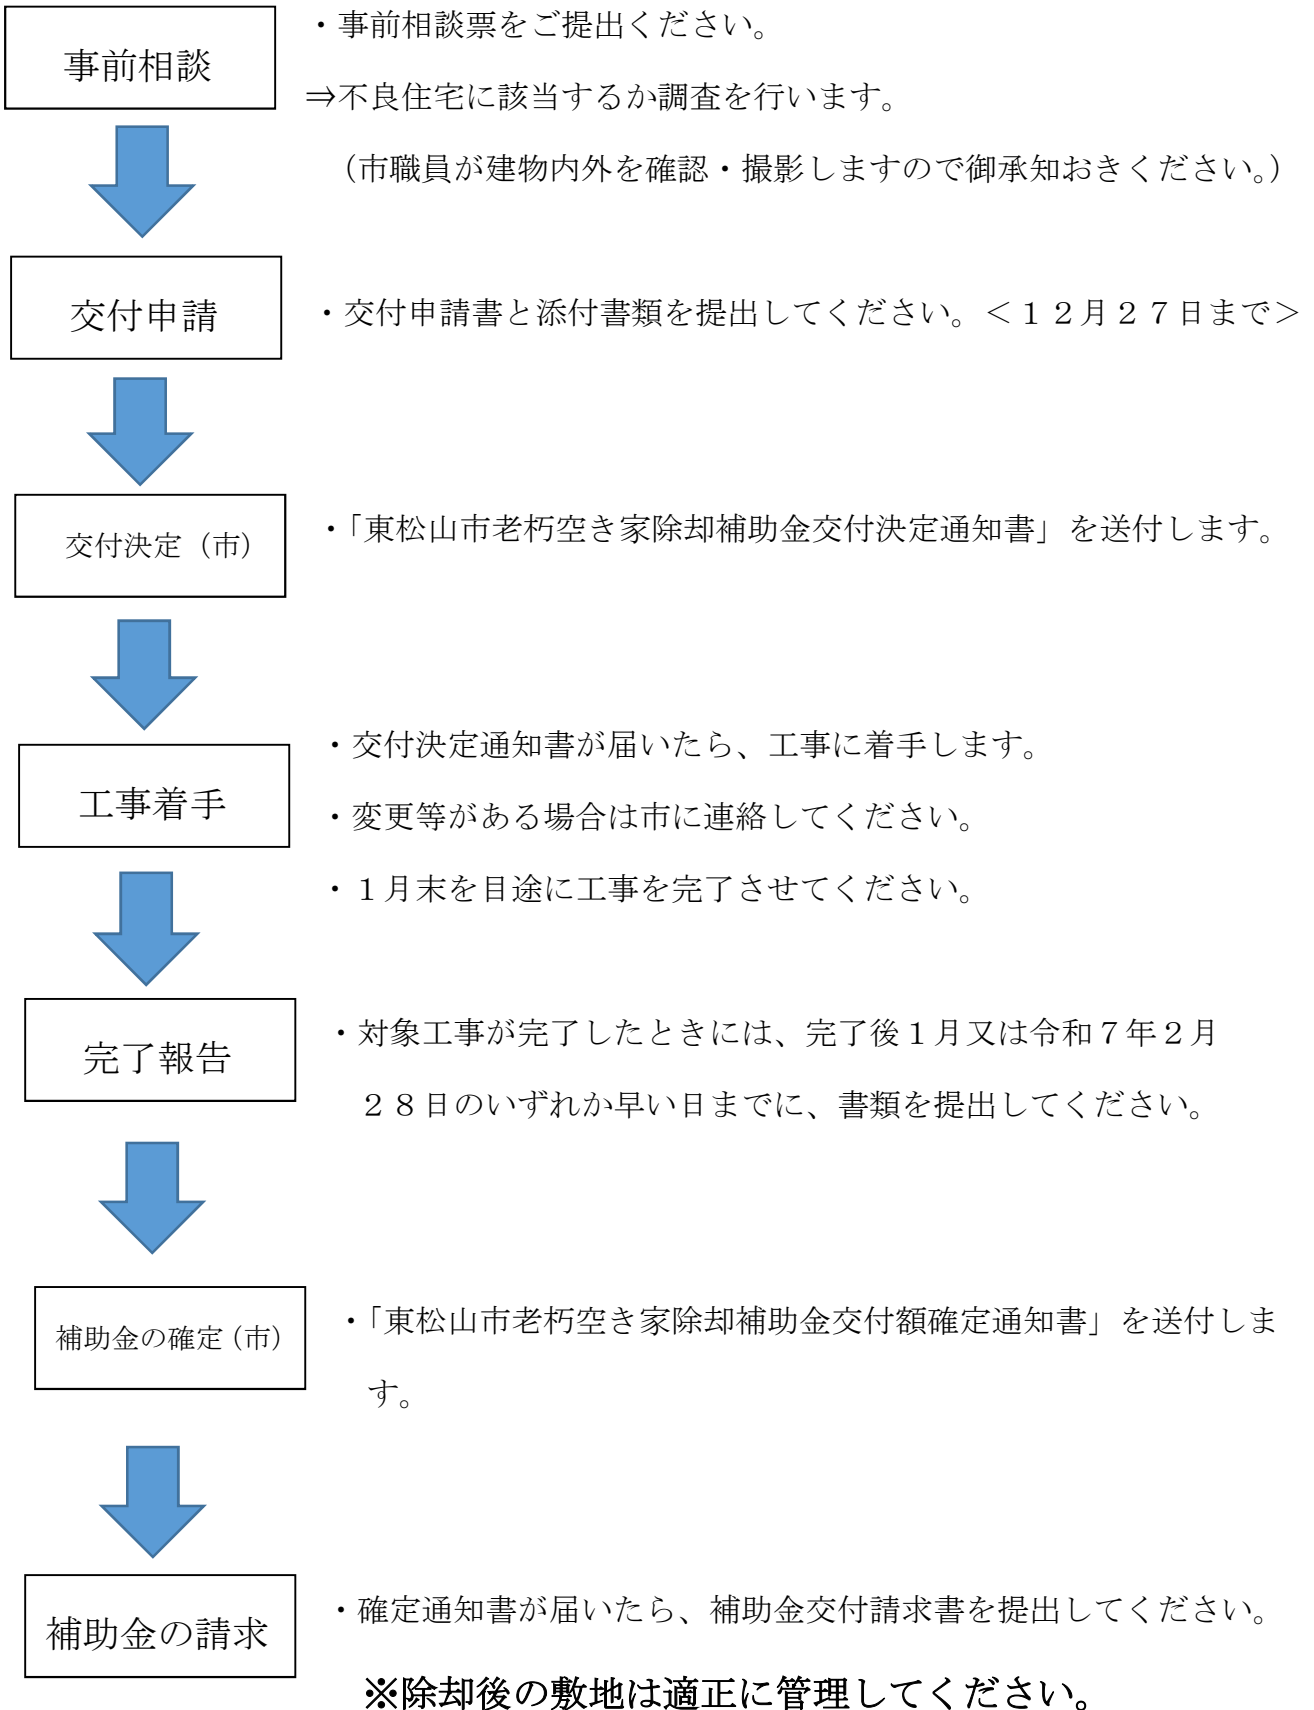 事前相談
・事前相談票をご提出ください。
⇒不良住宅に該当するか調査を行います。
（市職員が建物内外を確認・撮影しますので御承知おきください。）
交付申請
・交付申請書と添付書類を提出してください。＜１２月２７日まで＞
交付決定（市）
・「東松山市老朽空き家除却補助金交付決定通知書」を送付します。
工事着手
・交付決定通知書が届いたら、工事に着手します。
・変更等がある場合は市に連絡してください。
・１月末を目途に工事を完了させてください。
完了報告
・対象工事が完了したときには、完了後１月又は令和７年２月
２８日のいずれか早い日までに、書類を提出してください。
補助金の確定（市）
・「東松山市老朽空き家除却補助金交付額確定通知書」を送付しま
す。
補助金の請求
・確定通知書が届いたら、補助金交付請求書を提出してください。
※除却後の敷地は適正に管理してください。